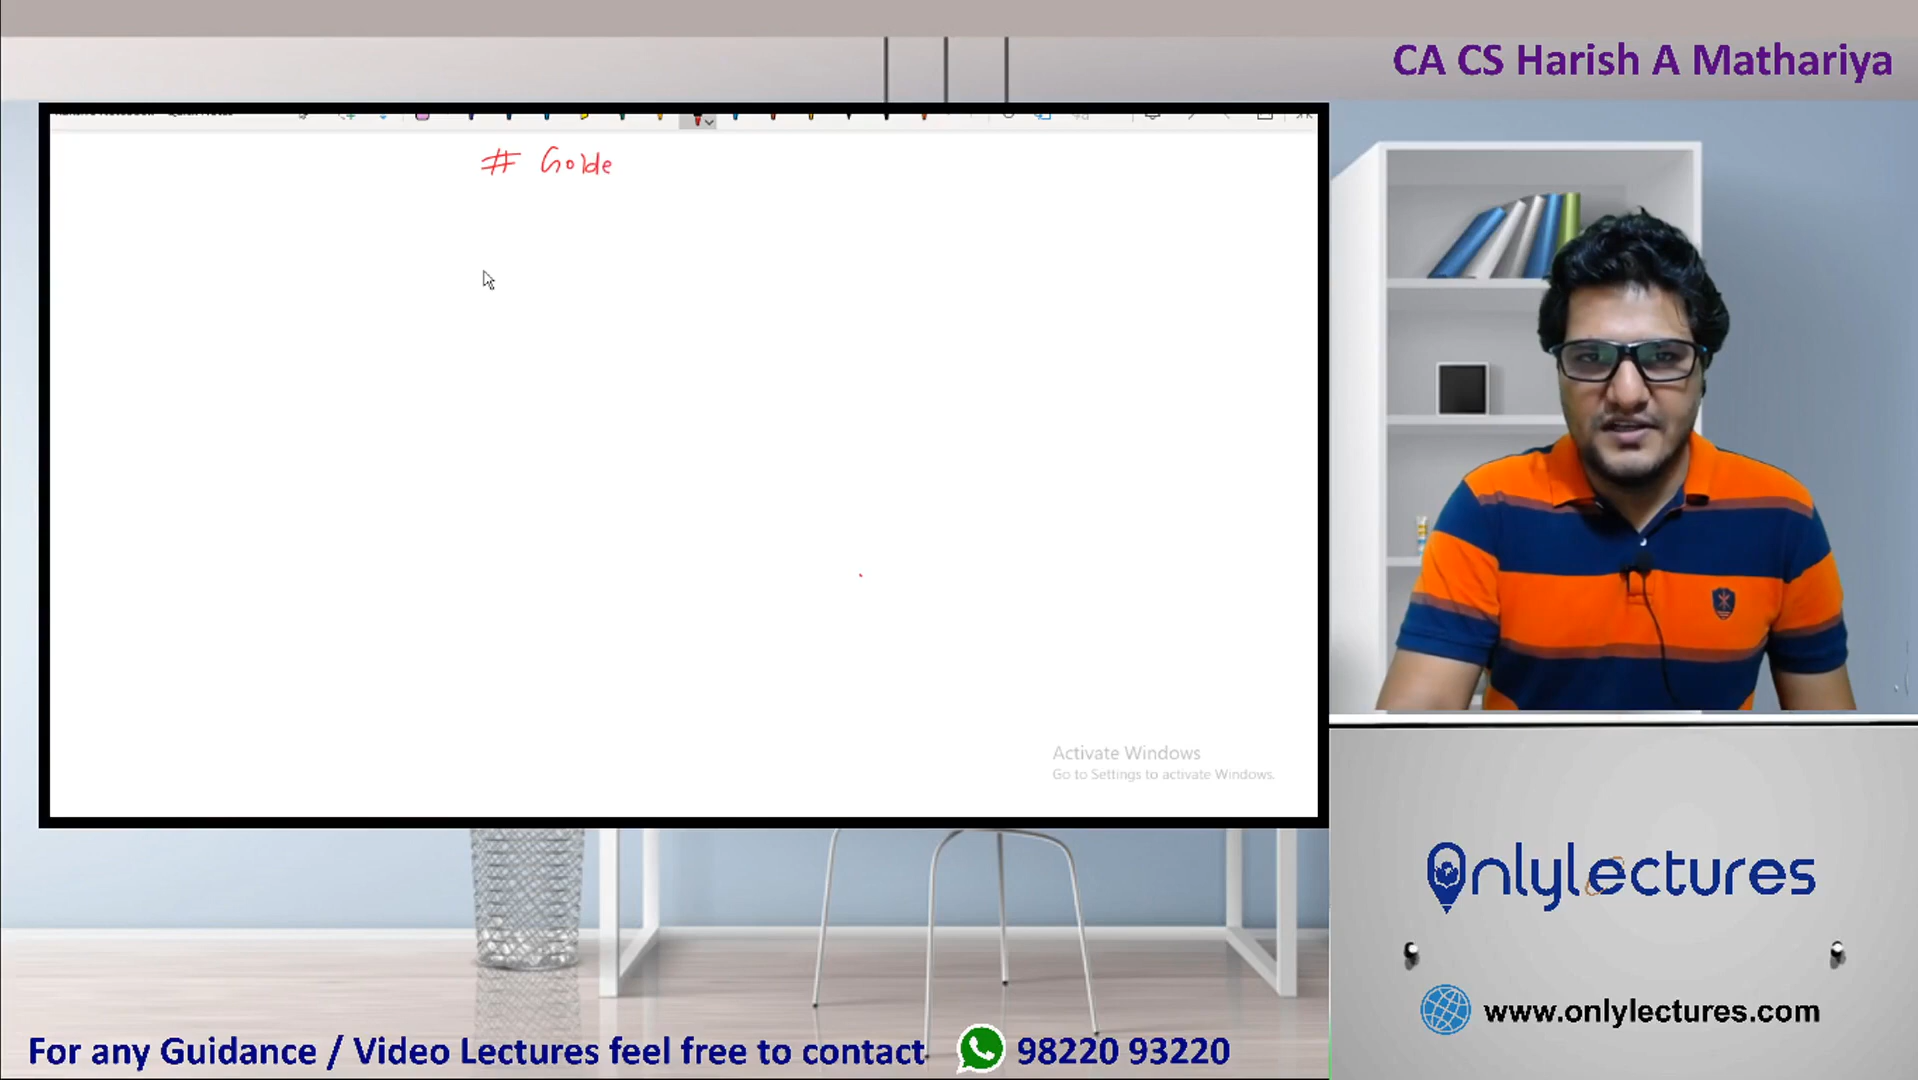 CA CS Harish A Mathariya
# Golde
Activate Windows
Go to Settings to activate Windows.
Onlylectures
www.onlylectures.com
For any Guidance / Video Lectures feel free to contact 98220 93220